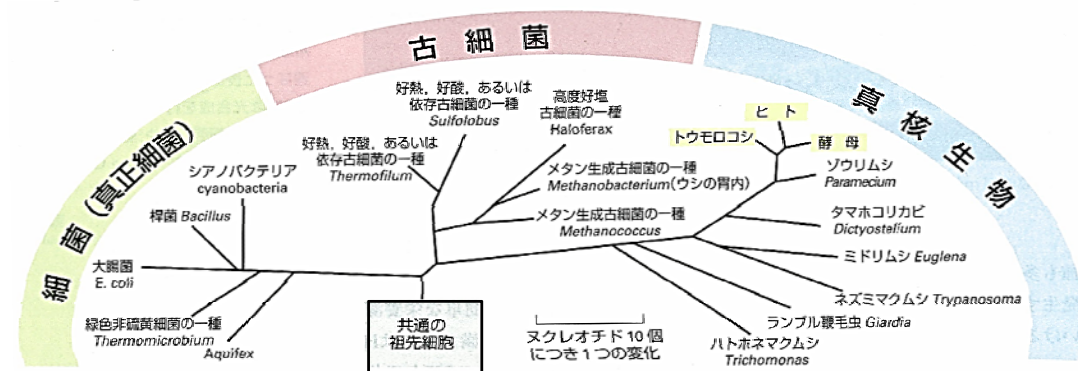 細菌(真正細菌)
古細菌
真核生物
好熱，好酸，あるいは
依存古細菌の一種
Sulfolobus
高度好塩
古細菌の一種
Haloferax
好熱，好酸，あるいは
依存古細菌の一種
Thermofilum
シアノバクテリア
cyanobacteria
桿菌 Bacillus
大腸菌
E. coli
緑色非硫黄細菌の一種
Thermomicrobium
Aquifex
共通の
祖先細胞
メタン生成古細菌の一種
Methanobacterium(ウシの胃内)
メタン生成古細菌の一種
Methanococcus
ヒト
トウモロコシ
酵母
ゾウリムシ
Paramecium
タマホコリカビ
Dictyostelium
ミドリムシ Euglena
ネズミマクムシ Trypanosoma
ランブル鞭毛虫 Giardia
ハトホネマクムシ
Trichomonas
ヌクレオチド10個
につき1つの変化